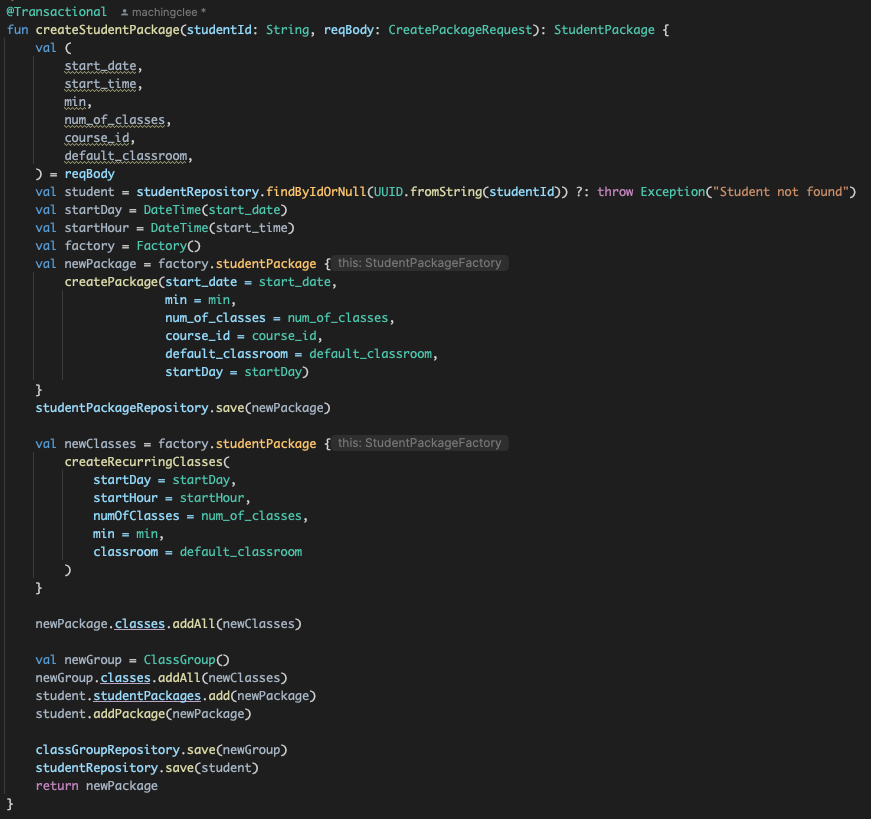 @Transactional machingclee *
fun createStudentPackage(studentId: String, reqBody: CreatePackageRequest): StudentPackage {
    val (
        start_date,
        start_time,
        min,
        num_of_classes,
        course_id,
        default_classroom,
    ) = reqBody
    val student = studentRepository.findByIdOrNull(UUID.fromString(studentId)) ?: throw Exception("Student not found")
    val startDay = DateTime(start_date)
    val startHour = DateTime(start_time)
    val factory = Factory()
    val newPackage = factory.studentPackage { this: StudentPackageFactory
        createPackage(start_date = start_date,
                      min = min,
                      num_of_classes = num_of_classes,
                      course_id = course_id,
                      default_classroom = default_classroom,
                      startDay = startDay)
    }
    studentPackageRepository.save(newPackage)

    val newClasses = factory.studentPackage { this: StudentPackageFactory
        createRecurringClasses(
            startDay = startDay,
            startHour = startHour,
            numOfClasses = num_of_classes,
            min = min,
            classroom = default_classroom
        )
    }

    newPackage.classes.addAll(newClasses)

    val newGroup = ClassGroup()
    newGroup.classes.addAll(newClasses)
    student.studentPackages.add(newPackage)
    student.addPackage(newPackage)

    classGroupRepository.save(newGroup)
    studentRepository.save(student)
    return newPackage
}